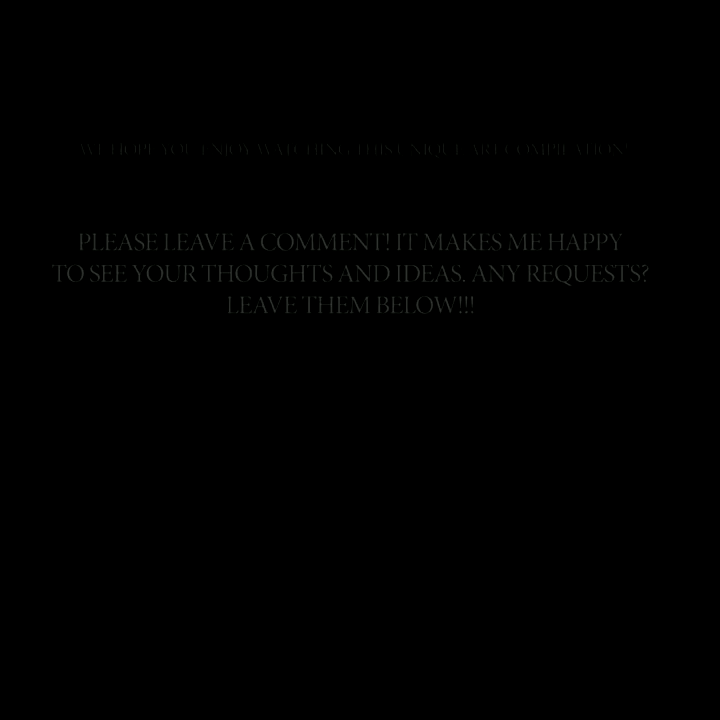 WE HOPE YOU ENJOY WATCHING THIS UNIQUE ART COMPILATION!
PLEASE LEAVE A COMMENT! IT MAKES ME HAPPY
TO SEE YOUR THOUGHTS AND IDEAS. ANY REQUESTS?
LEAVE THEM BELOW!!!